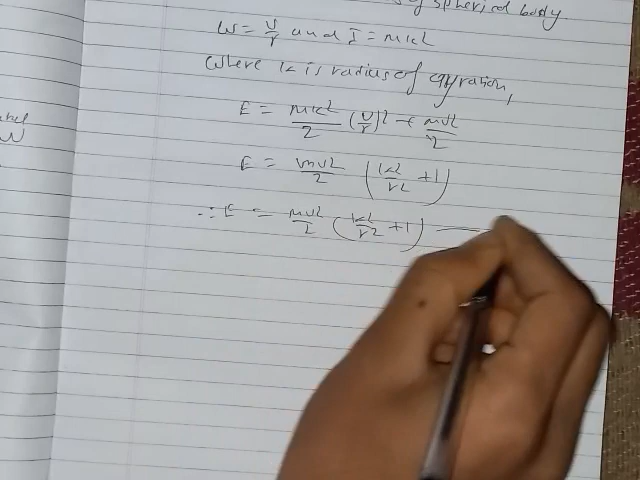 of spherical body.
W = V/r and I = mk2
Where k is radius of gyration,
E = mk2/2 (V/r)2 + mv2/2
E = mv2/2 (k2/r2 + 1)
∴ E = mv2/2 (k2/r2 + 1) —